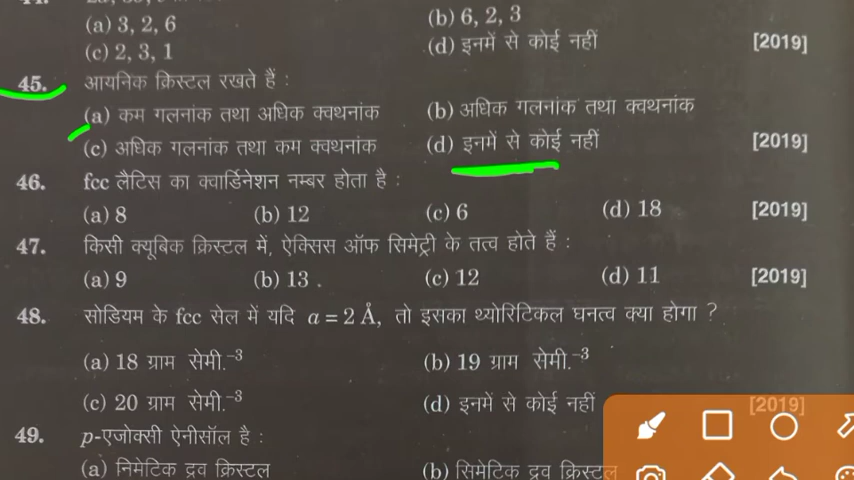 (a) 3, 2, 6 (b) 6, 2, 3
(c) 2, 3, 1 (d) इनमें से कोई नहीं [2019]
45. आयनिक क्रिस्टल रखते हैं :
(a) कम गलनांक तथा अधिक क्वथनांक (b) अधिक गलनांक तथा क्वथनांक
(c) अधिक गलनांक तथा कम क्वथनांक (d) इनमें से कोई नहीं [2019]
46. fcc लैटिस का क्वार्डिनेशन नम्बर होता है :
(a) 8 (b) 12 (c) 6 (d) 18 [2019]
47. किसी क्यूबिक क्रिस्टल में, ऐक्सिस ऑफ सिमेट्री के तत्व होते हैं :
(a) 9 (b) 13 . (c) 12 (d) 11 [2019]
48. सोडियम के fcc सेल में यदि a = 2 Å, तो इसका थ्योरिटिकल घनत्व क्या होगा ?
(a) 18 ग्राम सेमी.⁻³ (b) 19 ग्राम सेमी.⁻³
(c) 20 ग्राम सेमी.⁻³ (d) इनमें से कोई नहीं [2019]
49. p-एजोक्सी ऐनीसॉल है :
(a) निमेटिक द्रव क्रिस्टल (b) सिमेटिक द्रव क्रिस्टल